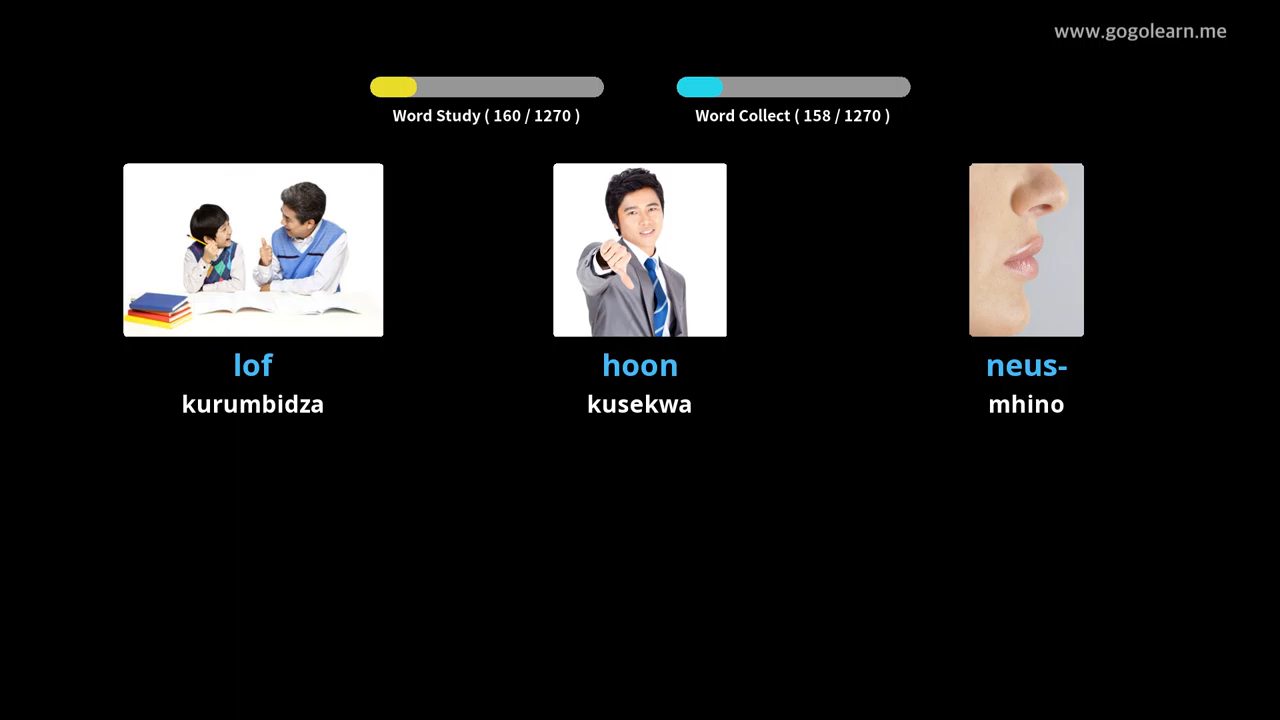 www.gogolearn.me
Word Study ( 160 / 1270 )
Word Collect ( 158 / 1270 )
lof
kurumbidza
hoon
kusekwa
neus-
mhino